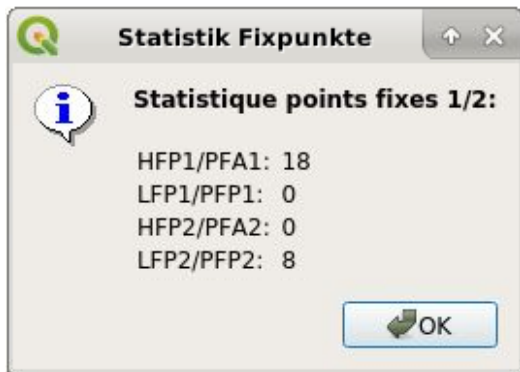 Statistik Fixpunkte
Statistique points fixes 1/2:
HFP1/PFA1: 18
LFP1/PFP1: 0
HFP2/PFA2: 0
LFP2/PFP2: 8
OK